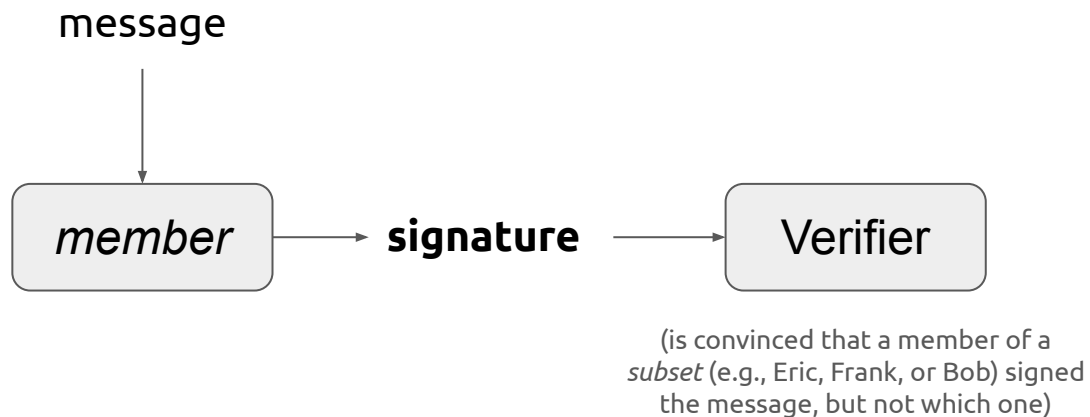 message
member
signature
Verifier
(is convinced that a member of a
subset (e.g., Eric, Frank, or Bob) signed
the message, but not which one)